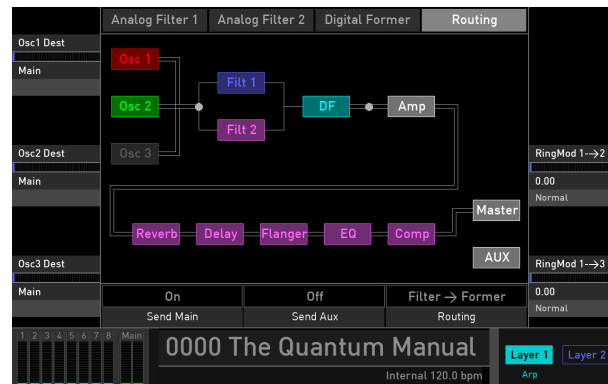 Analog Filter 1 Analog Filter 2 Digital Former Routing
Osc1 Dest
Main
Osc 1
Filt 1
Osc 2 DF Amp
Filt 2
Osc2 Dest
Main
Osc 3
RingMod 1-→2
0.00
Normal
Master
Reverb Delay Flanger EQ Comp
AUX
Osc3 Dest
Main
RingMod 1-→3
0.00
Normal
On Off Filter → Former
Send Main Send Aux Routing
1 2 3 4 5 6 7 8 Main
0000 The Quantum Manual
Internal 120.0 bpm
Layer 1 Layer 2
Arp